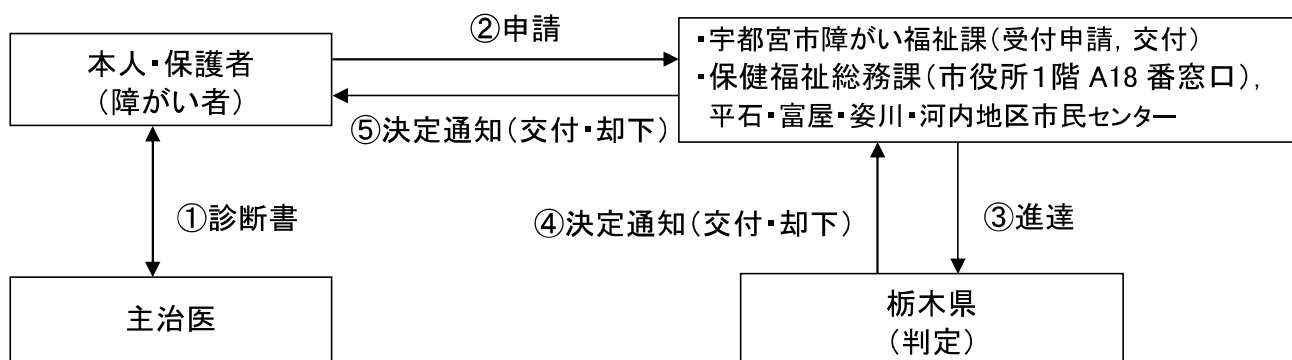 ②申請
本人・保護者
(障がい者)
・宇都宮市障がい福祉課(受付申請,交付)
・保健福祉総務課(市役所1階 A18 番窓口),
平石・富屋・姿川・河内地区市民センター
⑤決定通知(交付・却下)
①診断書
④決定通知(交付・却下)
③進達
主治医
栃木県
(判定)